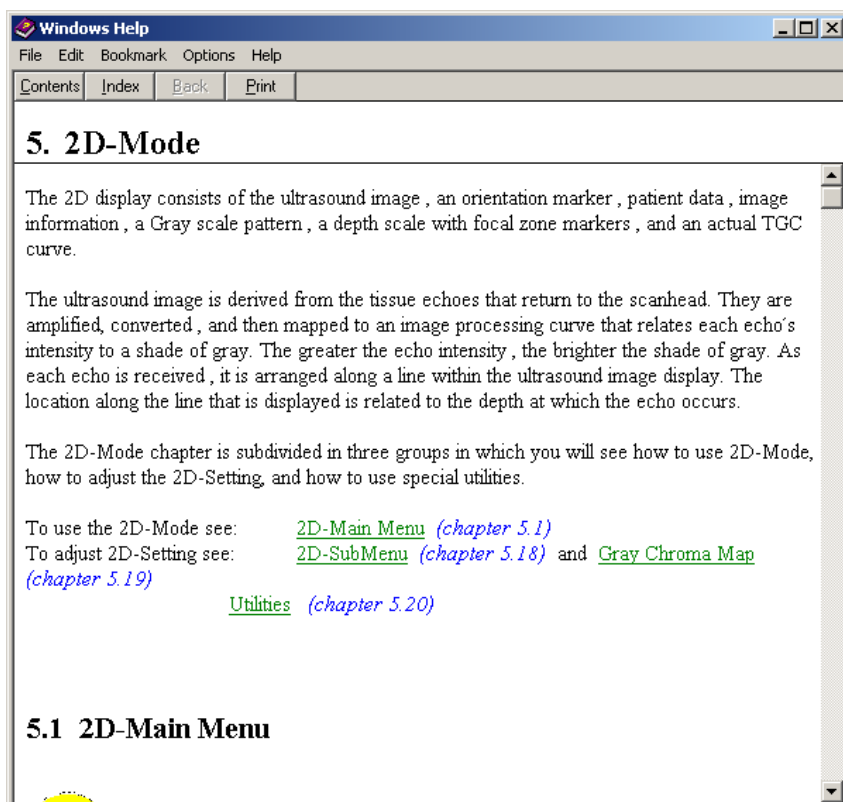 Windows Help
File Edit Bookmark Options Help
Contents Index Back Print
5. 2D-Mode
The 2D display consists of the ultrasound image , an orientation marker , patient data , image
information , a Gray scale pattern , a depth scale with focal zone markers , and an actual TGC
curve.
The ultrasound image is derived from the tissue echoes that return to the scanhead. They are
amplified, converted , and then mapped to an image processing curve that relates each echo´s
intensity to a shade of gray. The greater the echo intensity , the brighter the shade of gray. As
each echo is received , it is arranged along a line within the ultrasound image display. The
location along the line that is displayed is related to the depth at which the echo occurs.
The 2D-Mode chapter is subdivided in three groups in which you will see how to use 2D-Mode,
how to adjust the 2D-Setting, and how to use special utilities.
To use the 2D-Mode see: 2D-Main Menu (chapter 5.1)
To adjust 2D-Setting see: 2D-SubMenu (chapter 5.18) and Gray Chroma Map
(chapter 5.19)
Utilities (chapter 5.20)
5.1 2D-Main Menu